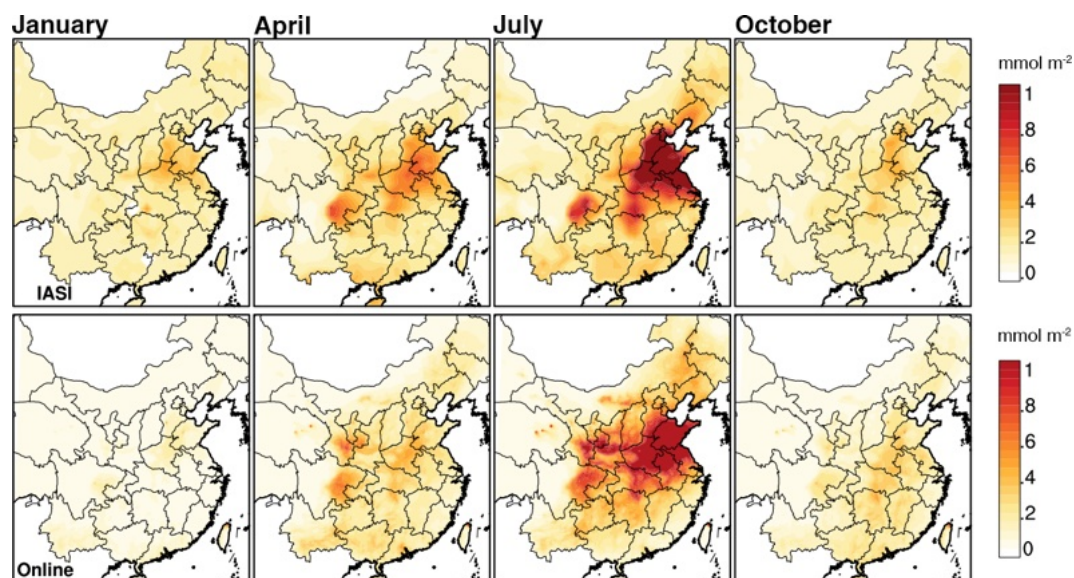 January April July October
mmol m⁻²
1
.8
.6
.4
.2
0
IASI
mmol m⁻²
1
.8
.6
.4
.2
0
Online